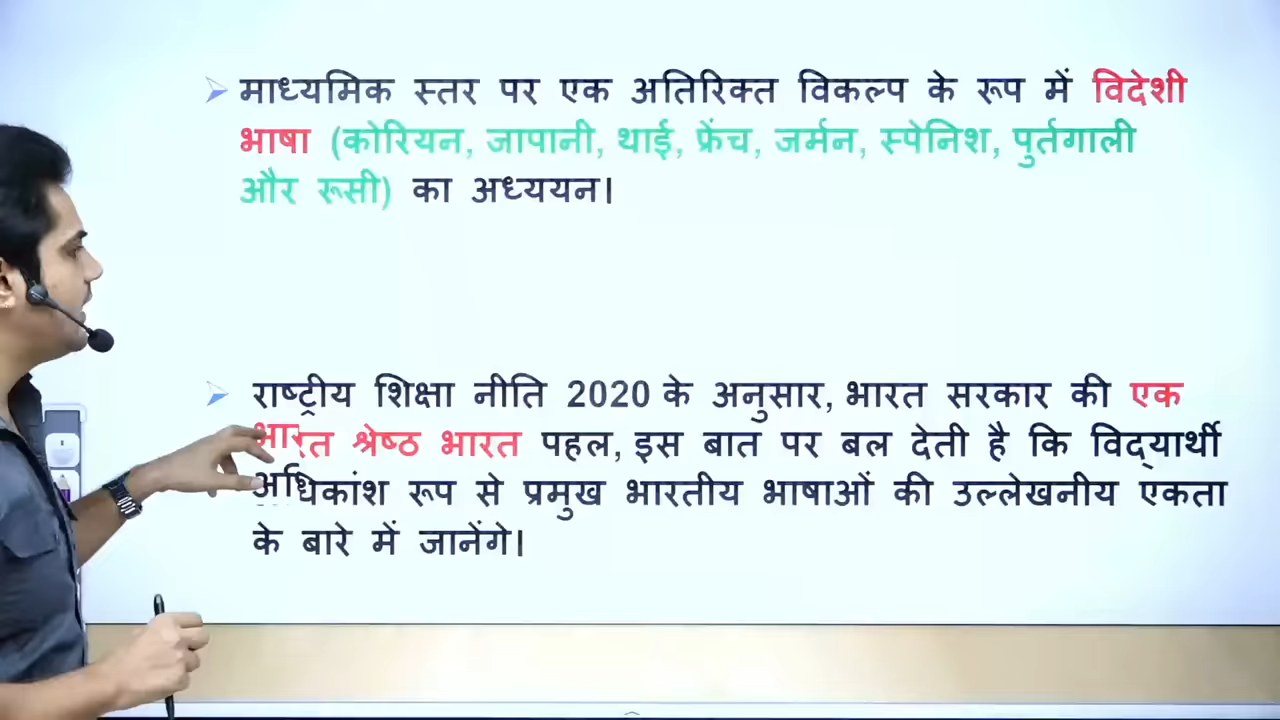 माध्यमिक स्तर पर एक अतिरिक्त विकल्प के रूप में विदेशी
भाषा (कोरियन, जापानी, थाई, फ्रेंच, जर्मन, स्पेनिश, पुर्तगाली
और रूसी) का अध्ययन।
राष्ट्रीय शिक्षा नीति 2020 के अनुसार, भारत सरकार की एक
भारत श्रेष्ठ भारत पहल, इस बात पर बल देती है कि विद्यार्थी
अधिकांश रूप से प्रमुख भारतीय भाषाओं की उल्लेखनीय एकता
के बारे में जानेंगे।